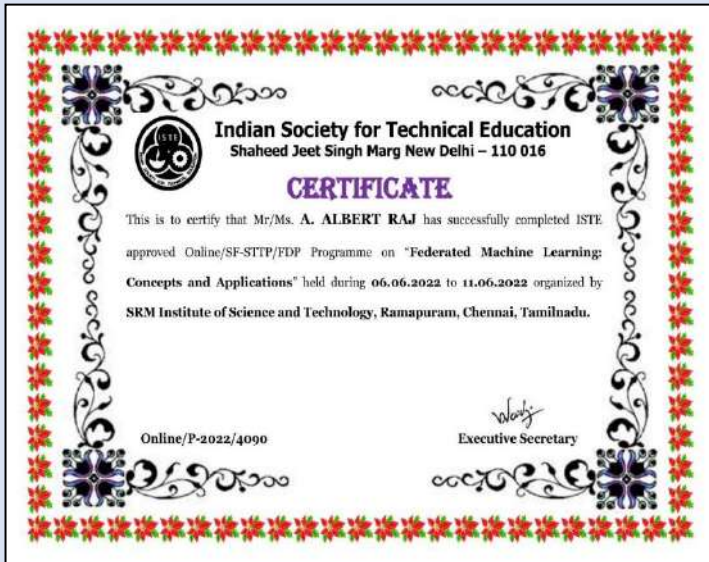 ISTE
Indian Society for Technical Education
Shaheed Jeet Singh Marg New Delhi – 110 016
CERTIFICATE
This is to certify that Mr/Ms. A. ALBERT RAJ has successfully completed ISTE
approved Online/SF-STTP/FDP Programme on "Federated Machine Learning:
Concepts and Applications" held during 06.06.2022 to 11.06.2022 organized by
SRM Institute of Science and Technology, Ramapuram, Chennai, Tamilnadu.
Online/P-2022/4090
Executive Secretary